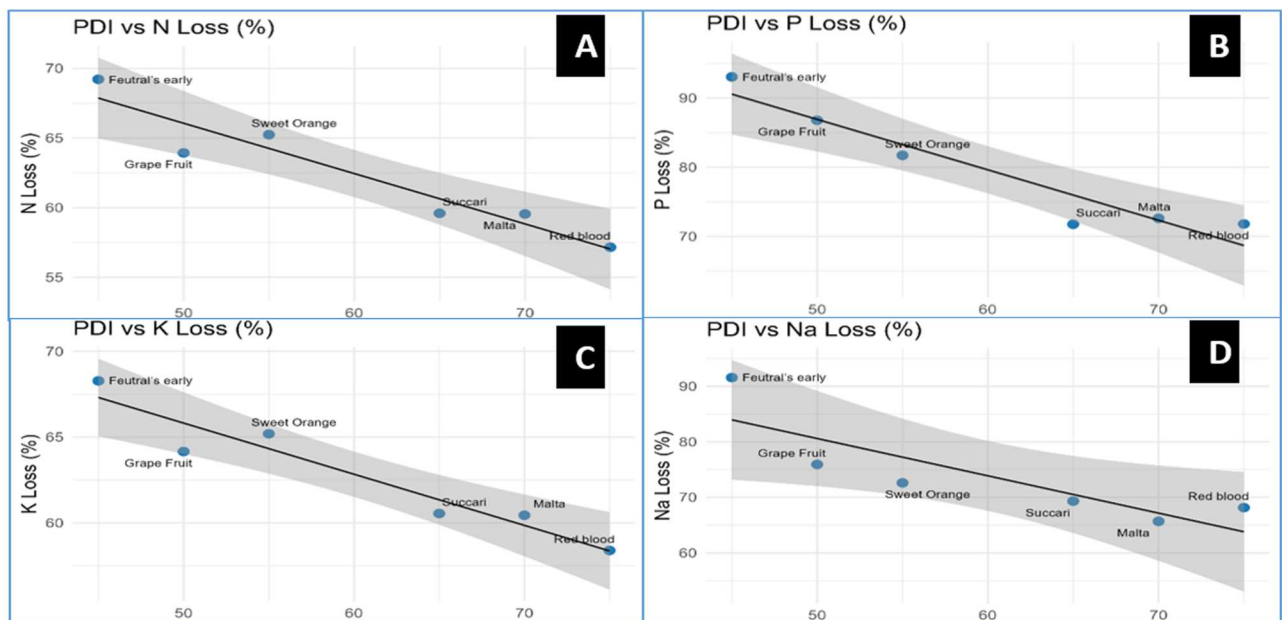 PDI vs N Loss (%)
A
N Loss (%)
70
65
60
55
Feutral's early
Sweet Orange
Grape Fruit
Succari
Malta
Red blood
50
60
70
PDI vs P Loss (%)
B
P Loss (%)
90
80
70
Grape Fruit
Sweet Orange
Succari
Malta
Red blood
50
60
70
PDI vs K Loss (%)
C
K Loss (%)
70
65
60
Feutral's early
Sweet Orange
Grape Fruit
Succari
Malta
Red blood
50
60
70
PDI vs Na Loss (%)
D
Na Loss (%)
90
80
70
60
Feutral's early
Grape Fruit
Sweet Orange
Red blood
Succari
Malta
50
60
70